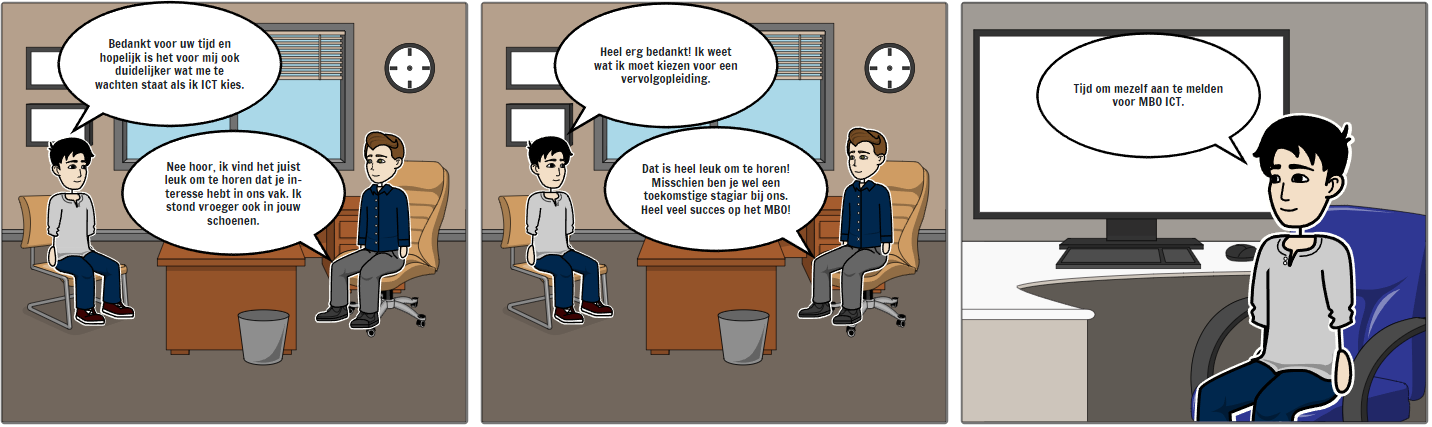 Bedankt voor uw tijd en
hopelijk is het voor mij ook
duidelijker wat me te
wachten staat als ik ICT kies.
Nee hoor, ik vind het juist
leuk om te horen dat je in-
teresse hebt in ons vak. Ik
stond vroeger ook in jouw
schoenen.
Heel erg bedankt! Ik weet
wat ik moet kiezen voor een
vervolgopleiding.
Dat is heel leuk om te horen!
Misschien ben je wel een
toekomstige stagiar bij ons.
Heel veel succes op het MBO!
Tijd om mezelf aan te melden
voor MBO ICT.